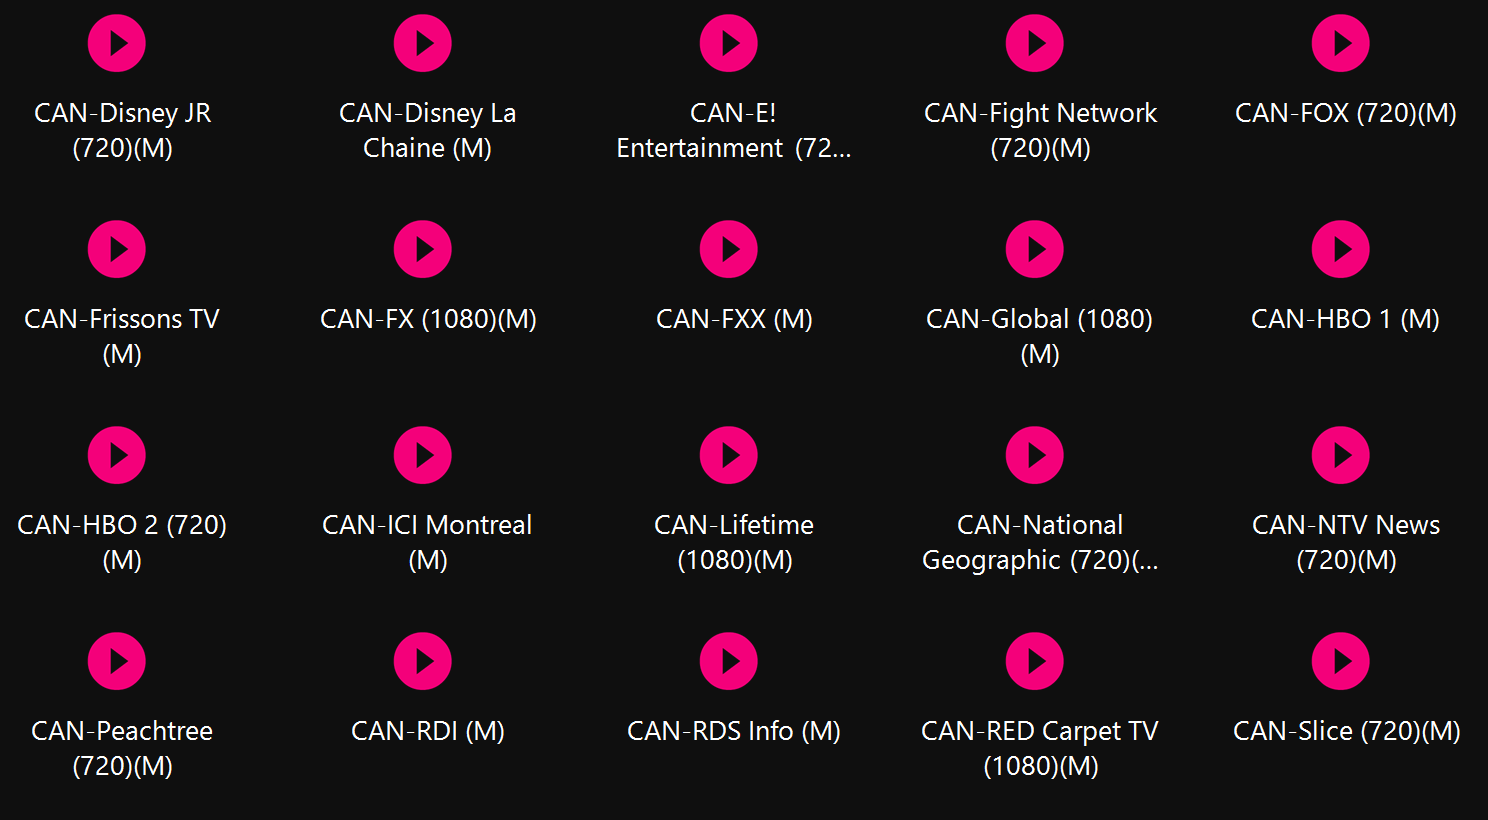 CAN-Disney JR
(720)(M)
CAN-Disney La
Chaine (M)
CAN-E!
Entertainment (72...
CAN-Fight Network
(720)(M)
CAN-FOX (720)(M)
CAN-Frissons TV
(M)
CAN-FX (1080)(M)
CAN-FXX (M)
CAN-Global (1080)
(M)
CAN-HBO 1 (M)
CAN-HBO 2 (720)
(M)
CAN-ICI Montreal
(M)
CAN-Lifetime
(1080)(M)
CAN-National
Geographic (720)(...
CAN-NTV News
(720)(M)
CAN-Peachtree
(720)(M)
CAN-RDI (M)
CAN-RDS Info (M)
CAN-RED Carpet TV
(1080)(M)
CAN-Slice (720)(M)